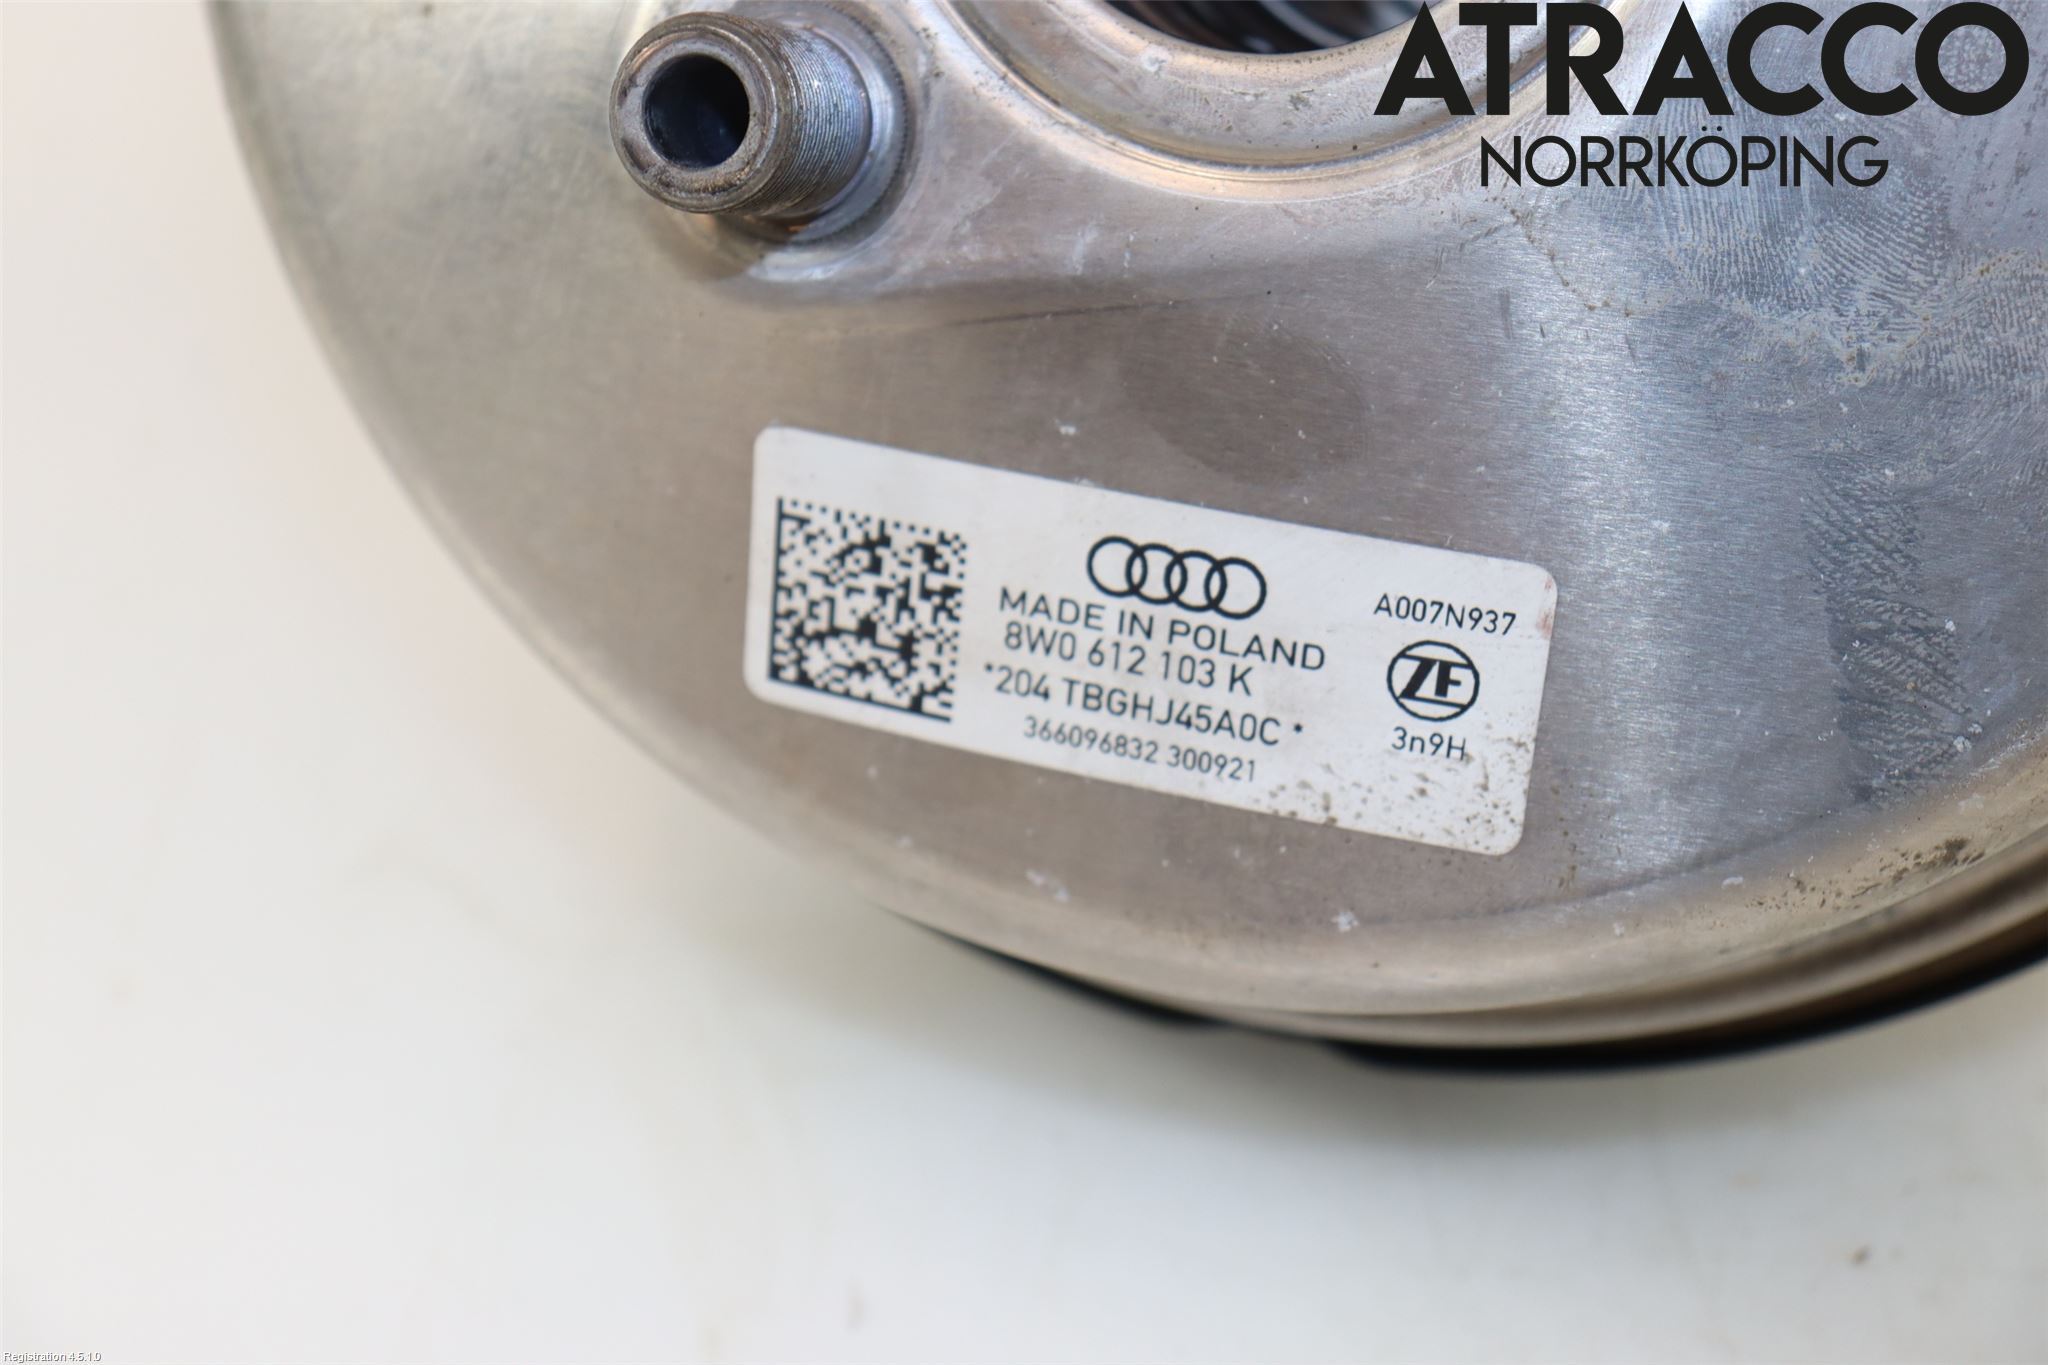 ATRACCO
NORRKÖPING
MADE IN POLAND
8W0 612 103 K
*204 TBGHJ45A0C*
366096832 300921
A007N937
ZF
3n9H
Registration 4.5.1.0